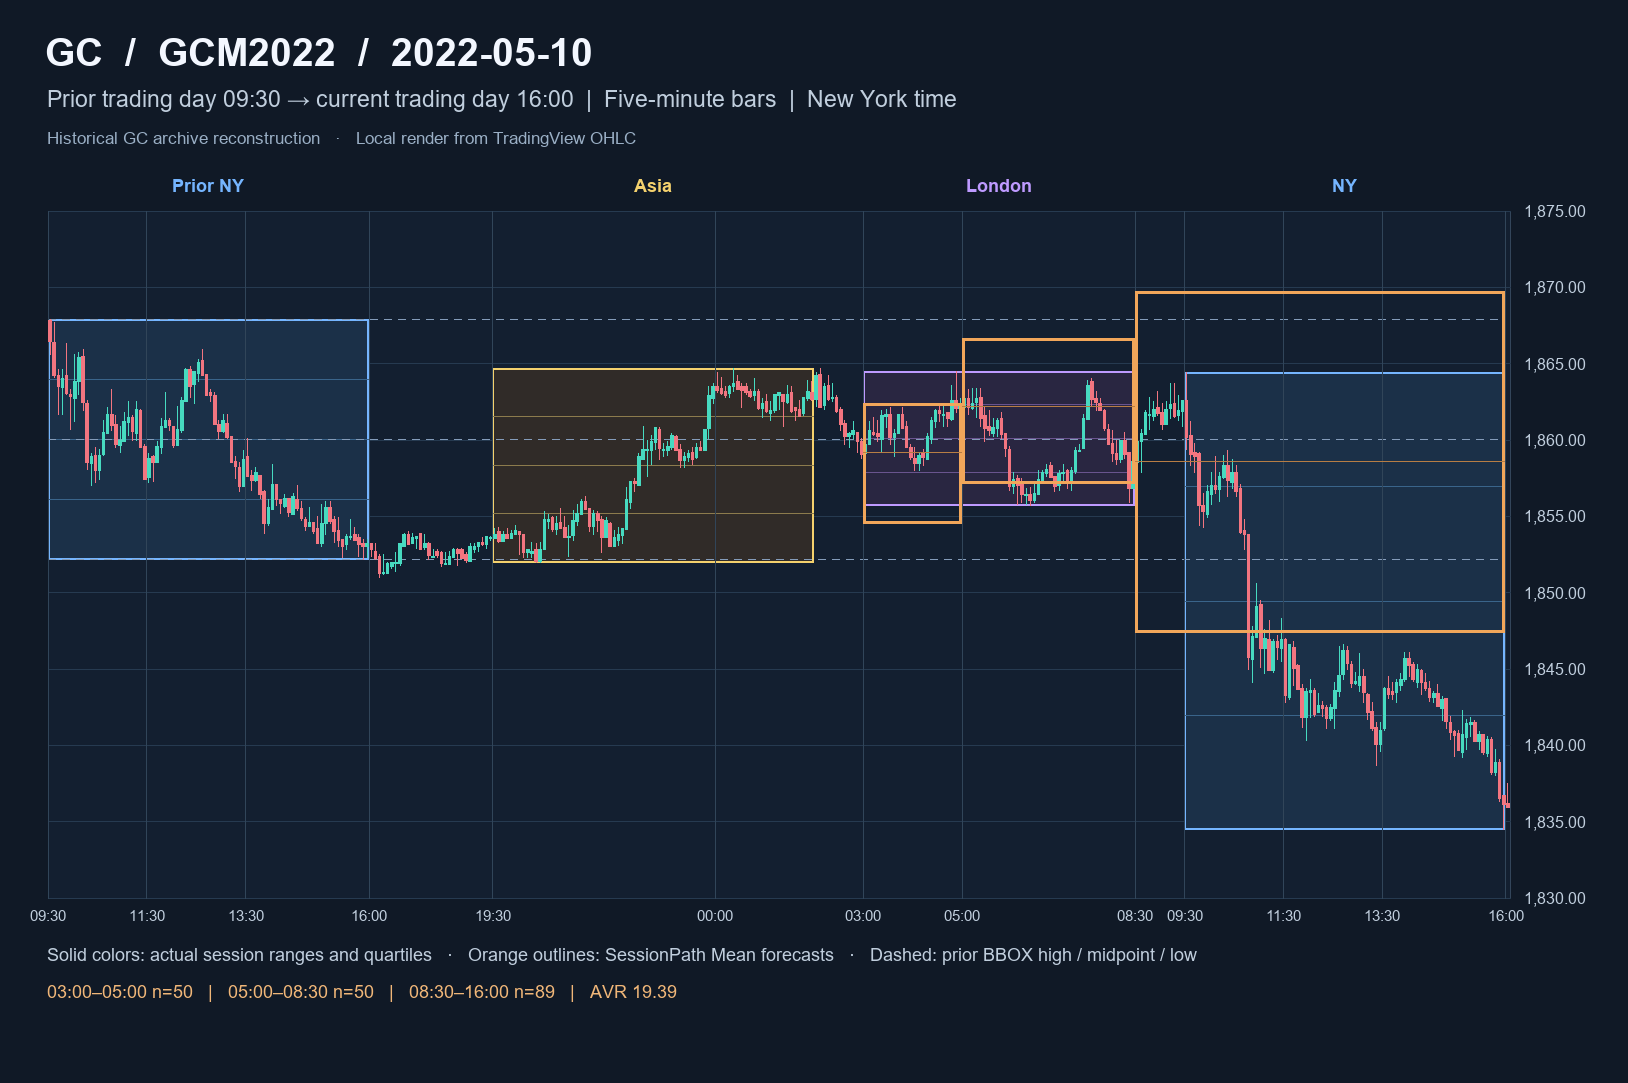 GC / GCM2022 / 2022-05-10
Prior trading day 09:30 → current trading day 16:00 | Five-minute bars | New York time
Historical GC archive reconstruction · Local render from TradingView OHLC
Prior NY Asia London NY
1,875.00
1,870.00
1,865.00
1,860.00
1,855.00
1,850.00
1,845.00
1,840.00
1,835.00
1,830.00
09:30 11:30 13:30 16:00 19:30 00:00 03:00 05:00 08:30 09:30 11:30 13:30 16:00
Solid colors: actual session ranges and quartiles · Orange outlines: SessionPath Mean forecasts · Dashed: prior BBOX high / midpoint / low
03:00–05:00 n=50 | 05:00–08:30 n=50 | 08:30–16:00 n=89 | AVR 19.39